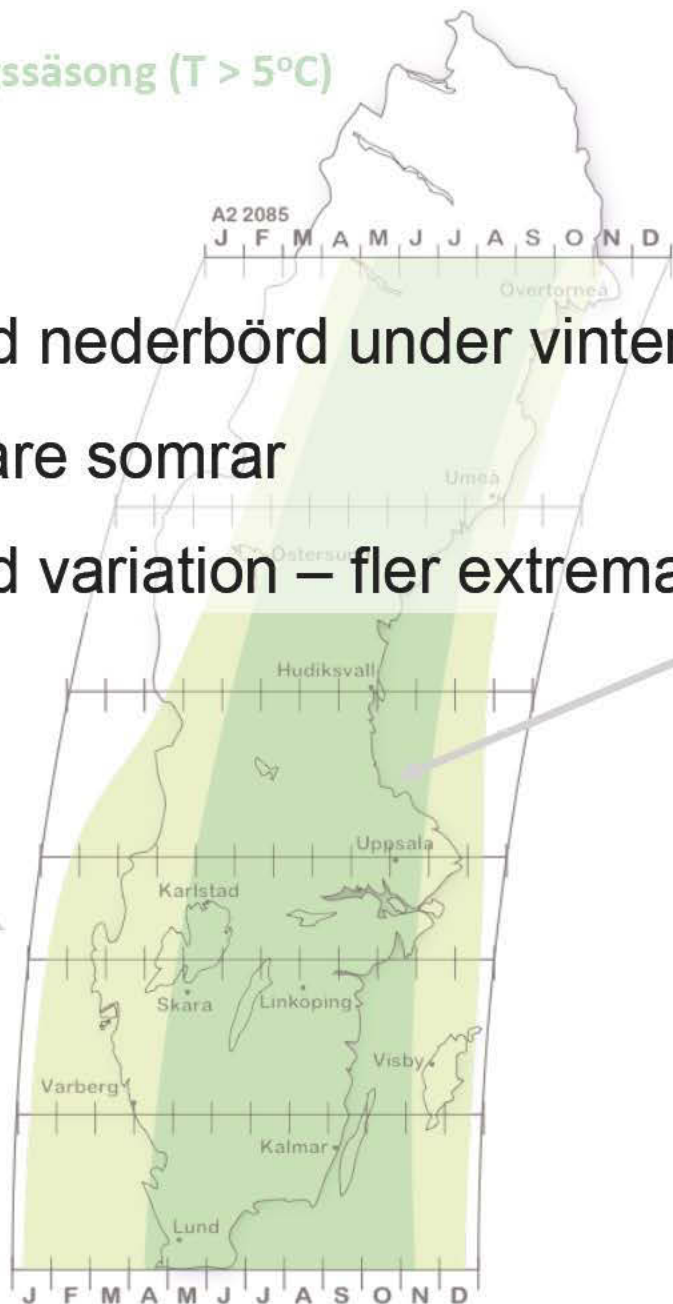 ssäsong (T > 5°C)
A2 2085
J F M A M J J A S O N D
Övertorneå
d nederbörd under vinter
are somrar
Umeå
Östersund
d variation – fler extrema
Hudiksvall
Uppsala
Karlstad
Skara Linköping
Visby
Varberg
Kalmar
Lund
J F M A M J J A S O N D